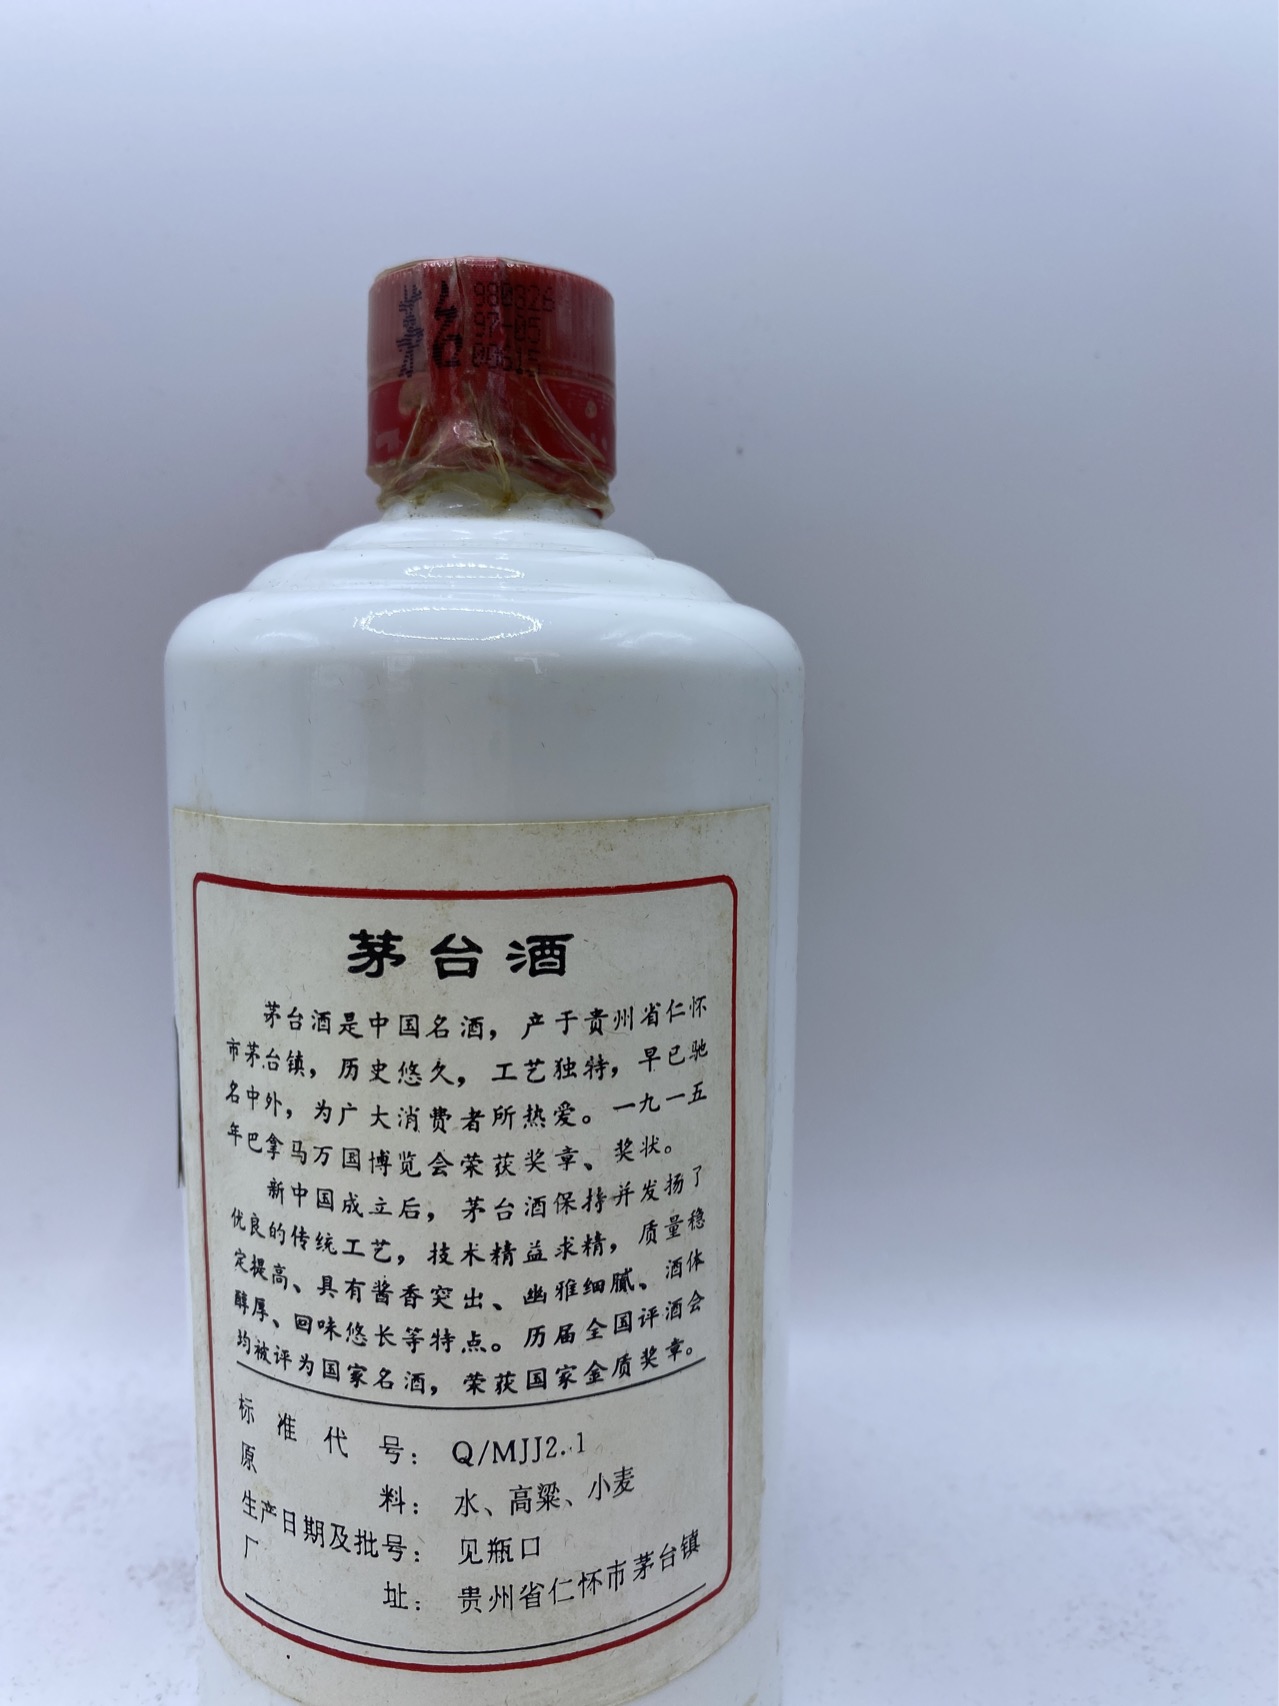 980826
97-05
00615
茅台酒
茅台酒是中国名酒，产于贵州省仁怀
市茅台镇，历史悠久，工艺独特，早已驰
名中外，为广大消费者所热爱。一九一五
年巴拿马万国博览会荣获奖章、奖状。
新中国成立后，茅台酒保持并发扬了
优良的传统工艺，技术精益求精，质量稳
定提高、具有酱香突出、幽雅细腻、酒体
醇厚、回味悠长等特点。历届全国评酒会
均被评为国家名酒，荣获国家金质奖章。
标准代号：Q/MJJ2.1
原料：水、高粱、小麦
生产日期及批号：见瓶口
厂址：贵州省仁怀市茅台镇